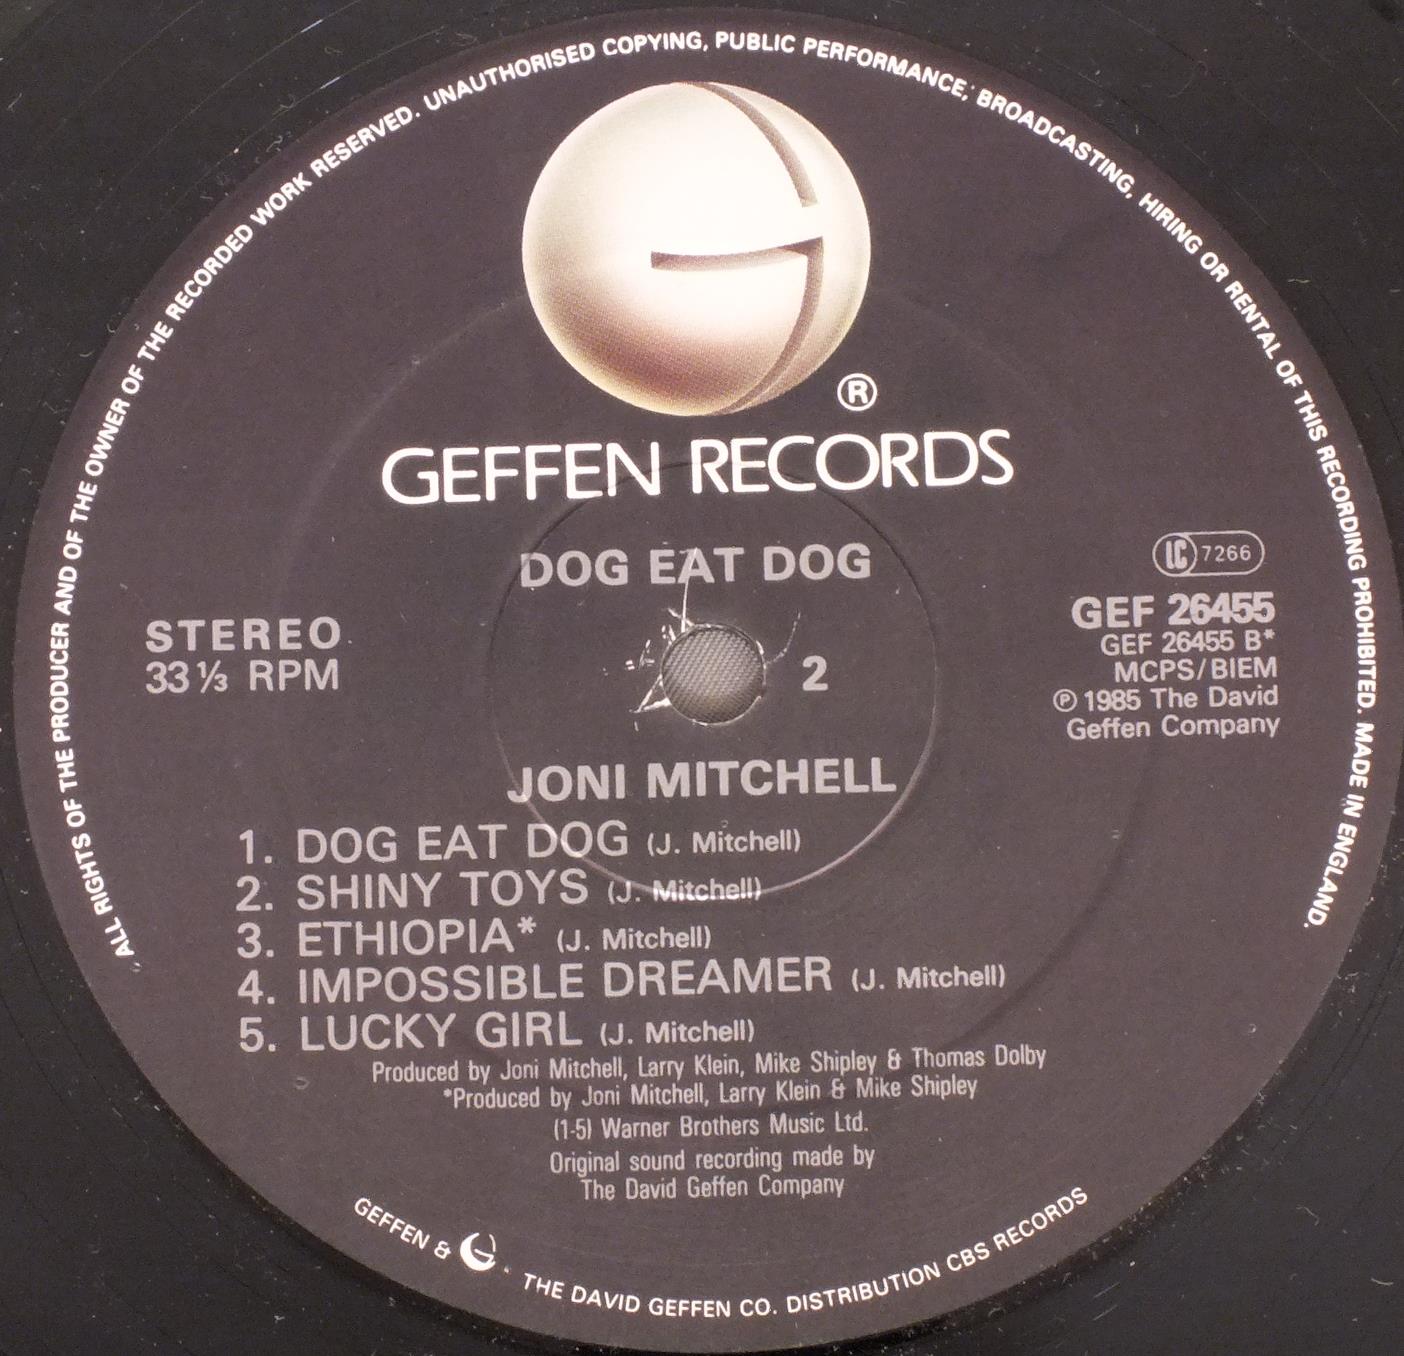 ALL RIGHTS OF THE PRODUCER AND OF THE OWNER OF THE RECORDED WORK RESERVED. UNAUTHORISED COPYING, PUBLIC PERFORMANCE, BROADCASTING, HIRING OR RENTAL OF THIS RECORDING PROHIBITED. MADE IN ENGLAND.
®
GEFFEN RECORDS
DOG EAT DOG
STEREO
33⅓ RPM
2
LC 7266
GEF 26455
GEF 26455 B*
MCPS/BIEM
℗ 1985 The David
Geffen Company
JONI MITCHELL
1. DOG EAT DOG (J. Mitchell)
2. SHINY TOYS (J. Mitchell)
3. ETHIOPIA* (J. Mitchell)
4. IMPOSSIBLE DREAMER (J. Mitchell)
5. LUCKY GIRL (J. Mitchell)
Produced by Joni Mitchell, Larry Klein, Mike Shipley & Thomas Dolby
*Produced by Joni Mitchell, Larry Klein & Mike Shipley
(1-5) Warner Brothers Music Ltd.
Original sound recording made by
The David Geffen Company
GEFFEN & G. THE DAVID GEFFEN CO. DISTRIBUTION CBS RECORDS